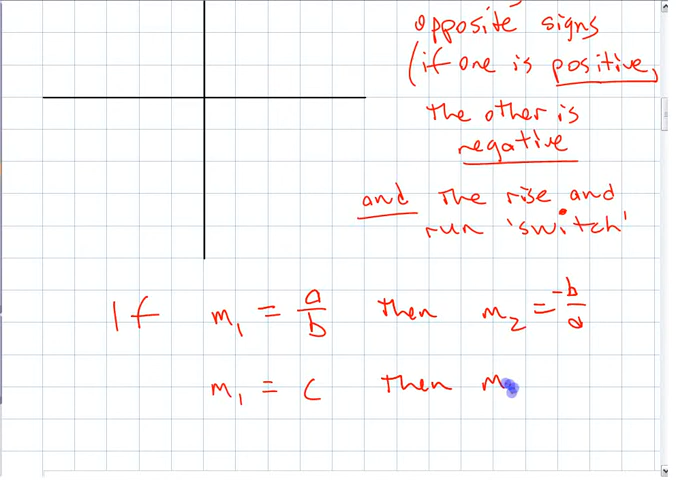 opposite signs
(if one is positive,
the other is
negative
and the rise and
run 'switch'
If m₁ = a/b then m₂ = -b/a
m₁ = c then m